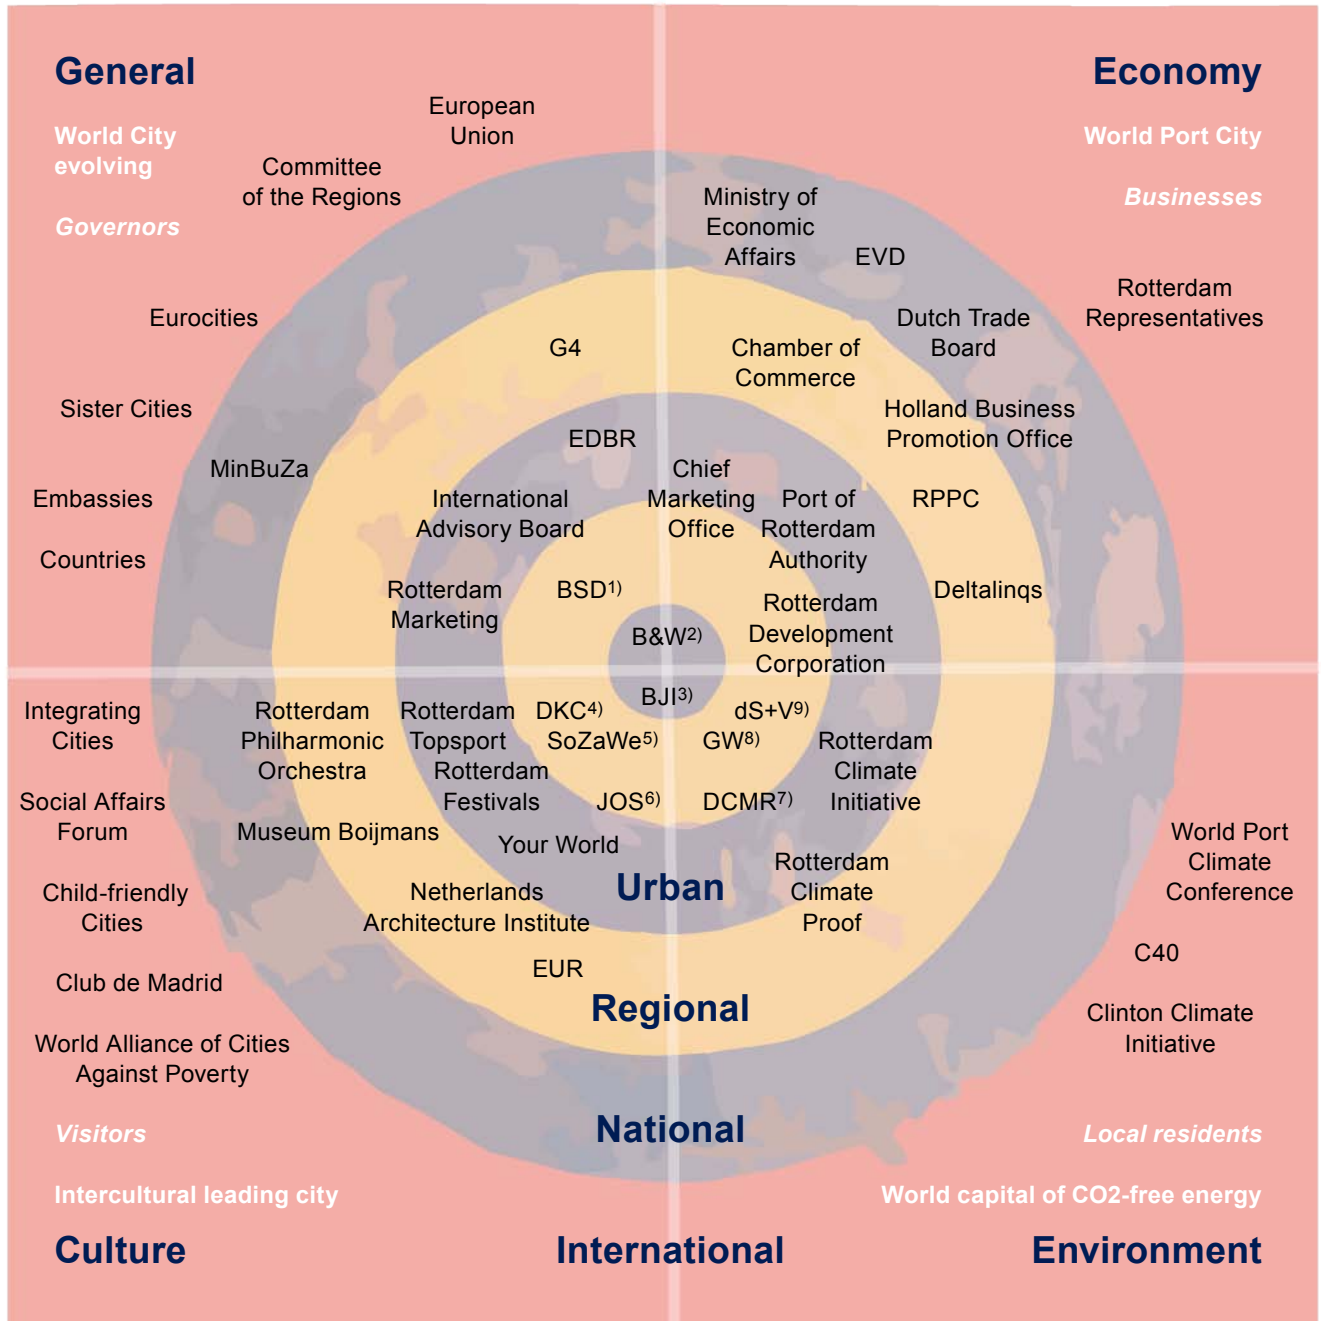 General
Economy
European
Union
World City
evolving
World Port City
Committee
of the Regions
Governors
Ministry of
Economic
Affairs
EVD
Businesses
Rotterdam
Representatives
Eurocities
G4
Chamber of
Commerce
Dutch Trade
Board
Sister Cities
Holland Business
Promotion Office
EDBR
MinBuZa
Chief
Marketing
Office
Embassies
International
Advisory Board
Port of
Rotterdam
Authority
RPPC
Countries
Rotterdam
Marketing
BSD1)
Deltalinqs
Rotterdam
Development
Corporation
B&W2)
BJI3)
Integrating
Cities
Rotterdam
Philharmonic
Orchestra
Rotterdam
Topsport
DKC4)
dS+V9)
SoZaWe5)
GW8)
Rotterdam
Climate
Initiative
Rotterdam
Festivals
JOS6)
DCMR7)
Social Affairs
Forum
Museum Boijmans
Your World
World Port
Climate
Conference
Rotterdam
Climate
Proof
Urban
Child-friendly
Cities
Netherlands
Architecture Institute
C40
EUR
Club de Madrid
Regional
Clinton Climate
Initiative
World Alliance of Cities
Against Poverty
National
Visitors
Local residents
Intercultural leading city
World capital of CO2-free energy
Culture
International
Environment